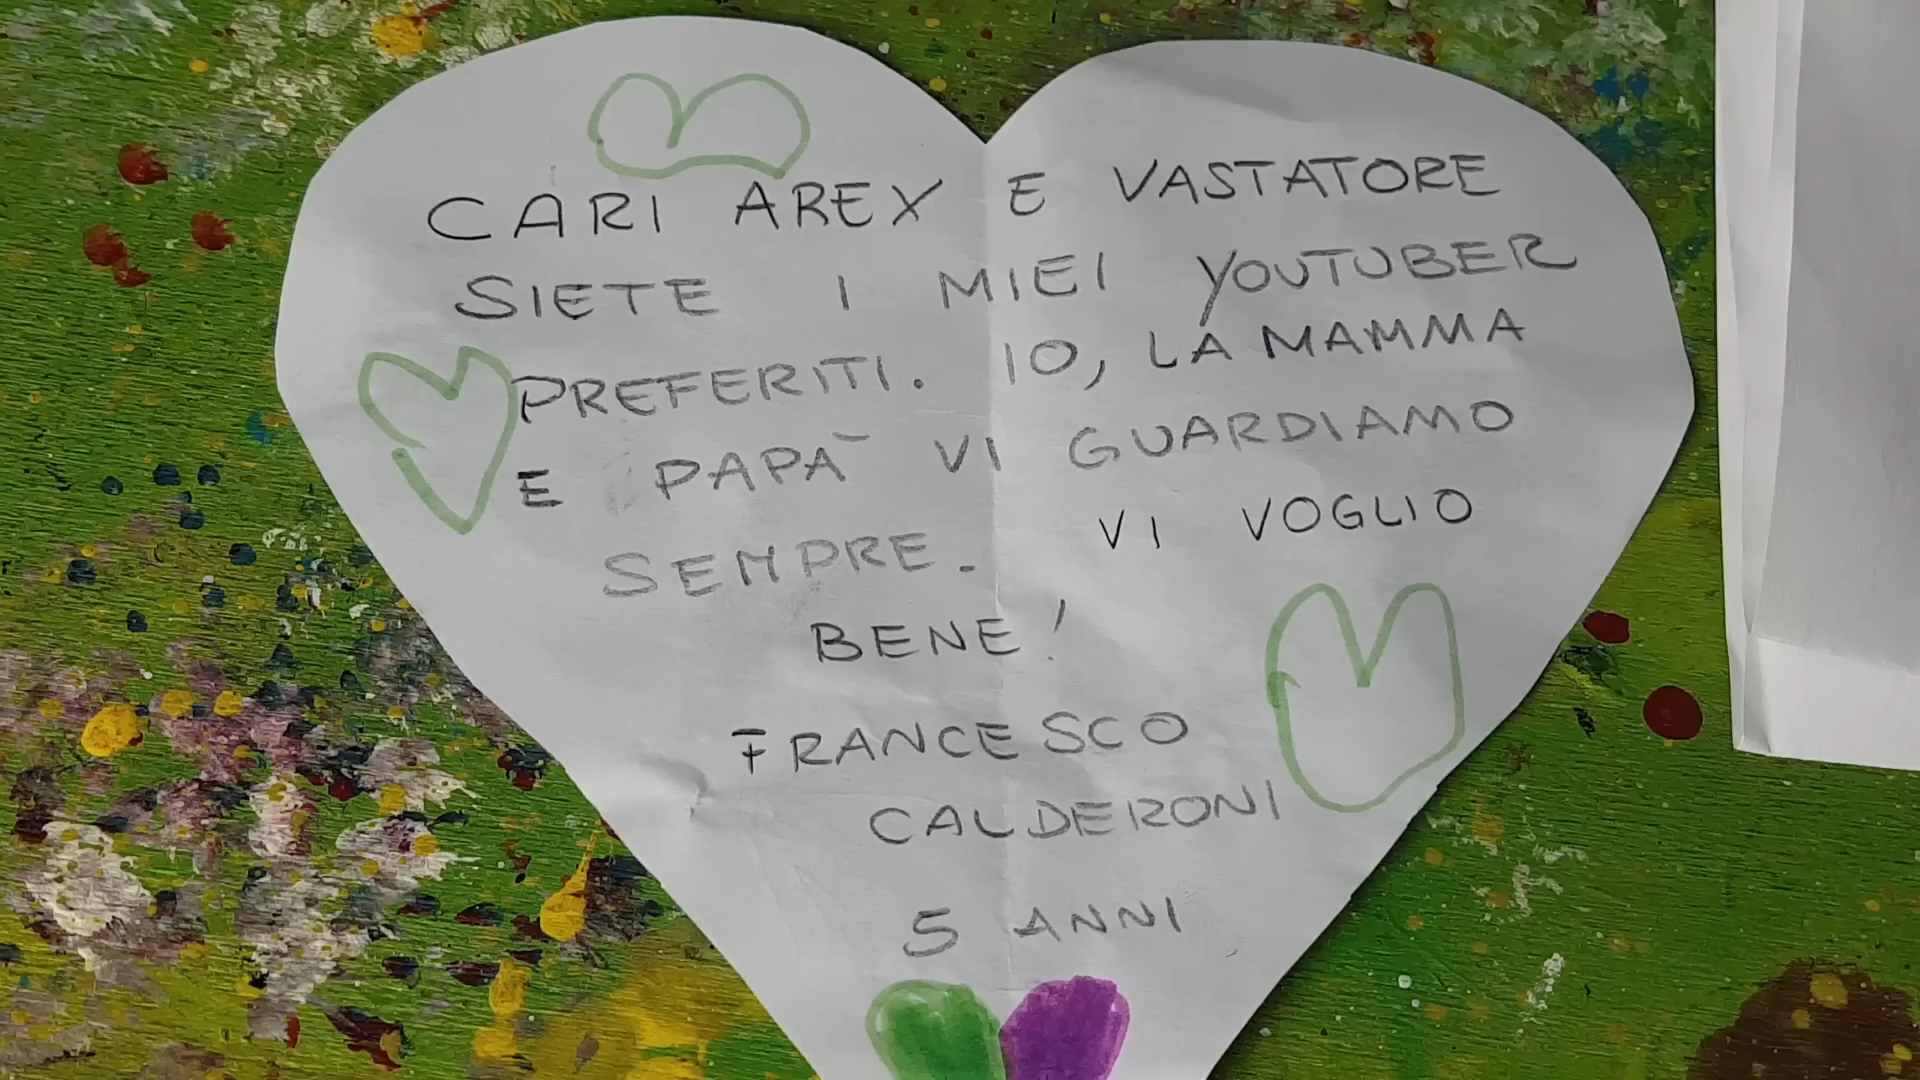 CARI AREX E VASTATORE
SIETE I MIEI YOUTUBER
PREFERITI. IO, LA MAMMA
E PAPÀ VI GUARDIAMO
SEMPRE. VI VOGLIO
BENE!
FRANCESCO
CALDERONI
5 ANNI